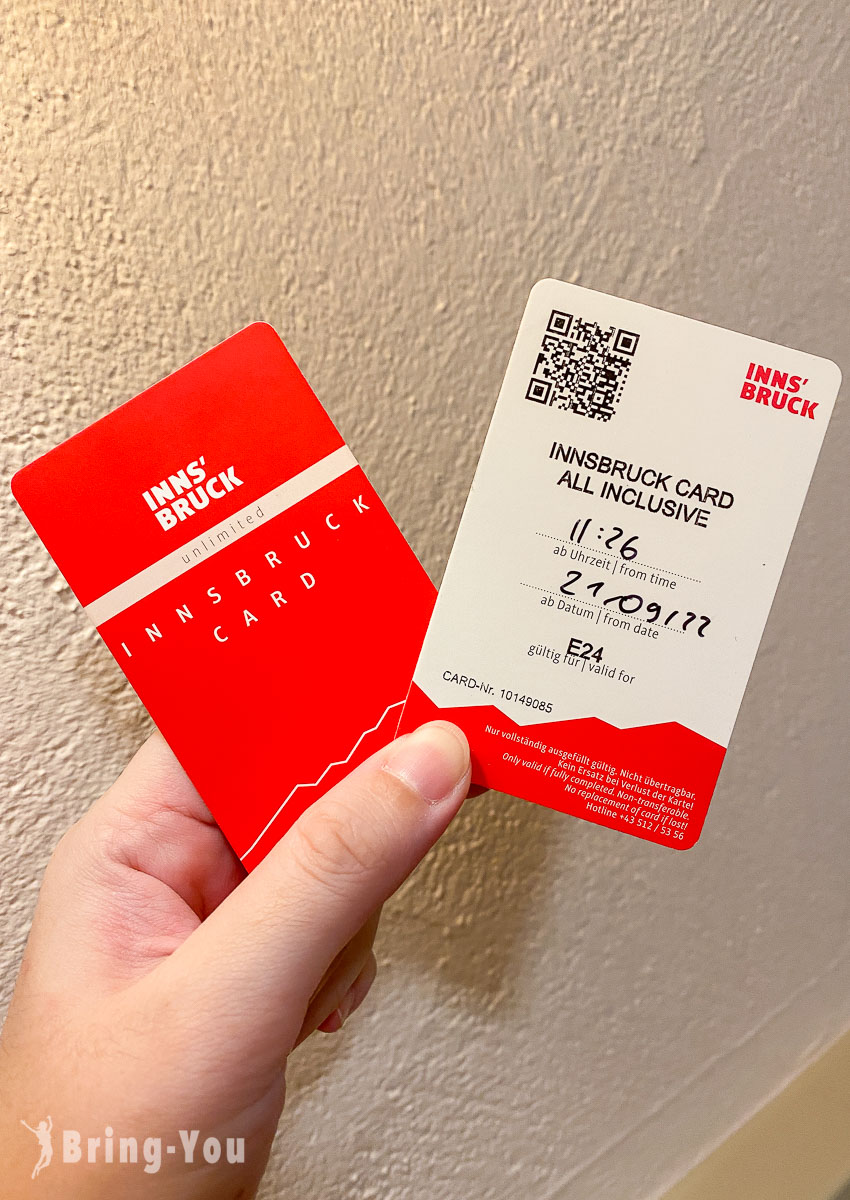 INNS'
BRUCK
unlimited
INNSBRUCK
CARD
INNS'
BRUCK
INNSBRUCK CARD
ALL INCLUSIVE
11:26
ab Uhrzeit | from time
21/09/22
ab Datum | from date
E24
gültig für | valid for
CARD-Nr. 10149085
Nur vollständig ausgefüllt gültig. Nicht übertragbar.
Kein Ersatz bei Verlust der Karte!
Only valid if fully completed. Non-transferable.
No replacement of card if lost!
Hotline +43 512 / 53 56
Bring-You